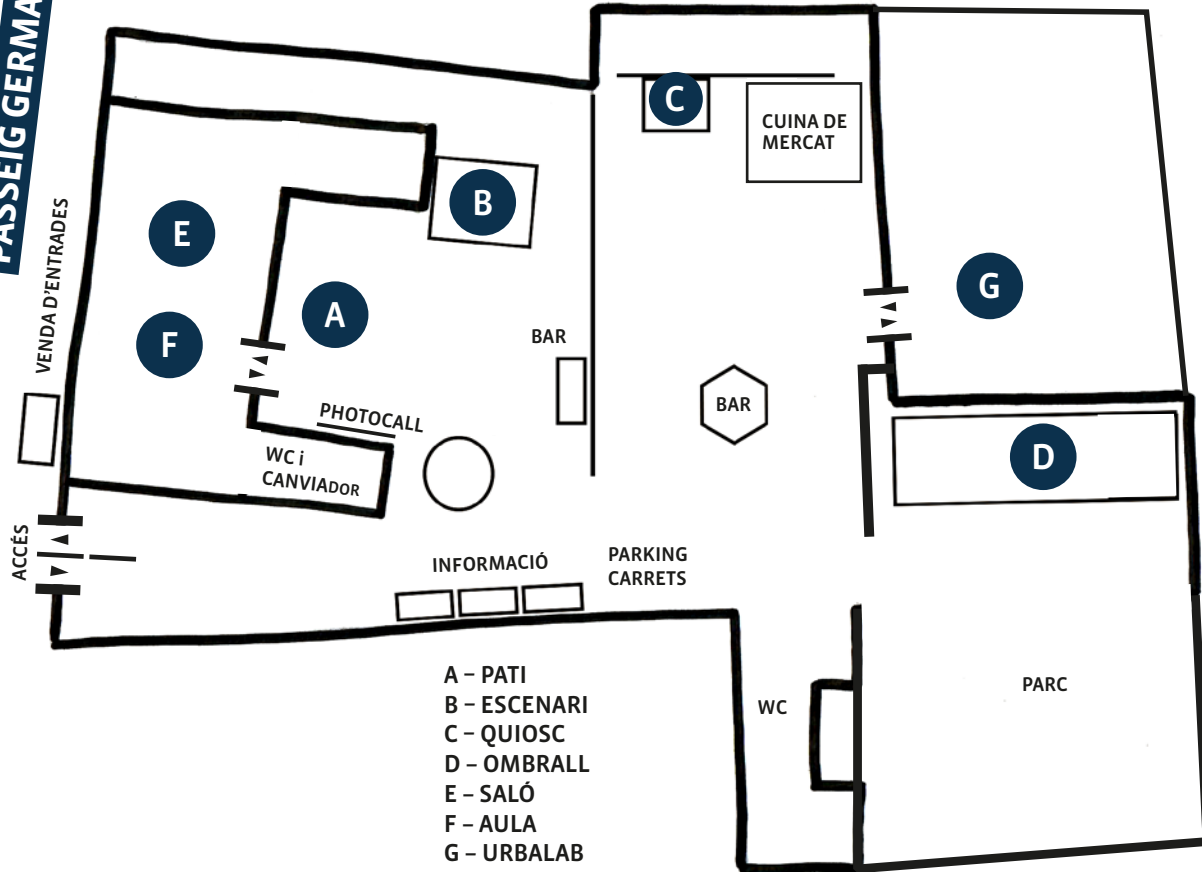 PASSEIG GERMA
VENDA D'ENTRADES
ACCÉS
C
CUINA DE
MERCAT
B
E
A
F
G
BAR
BAR
PHOTOCALL
WC i
CANVIADOR
D
INFORMACIÓ
PARKING
CARRETS
WC
PARC
A – PATI
B – ESCENARI
C – QUIOSC
D – OMBRALL
E – SALÓ
F – AULA
G – URBALAB